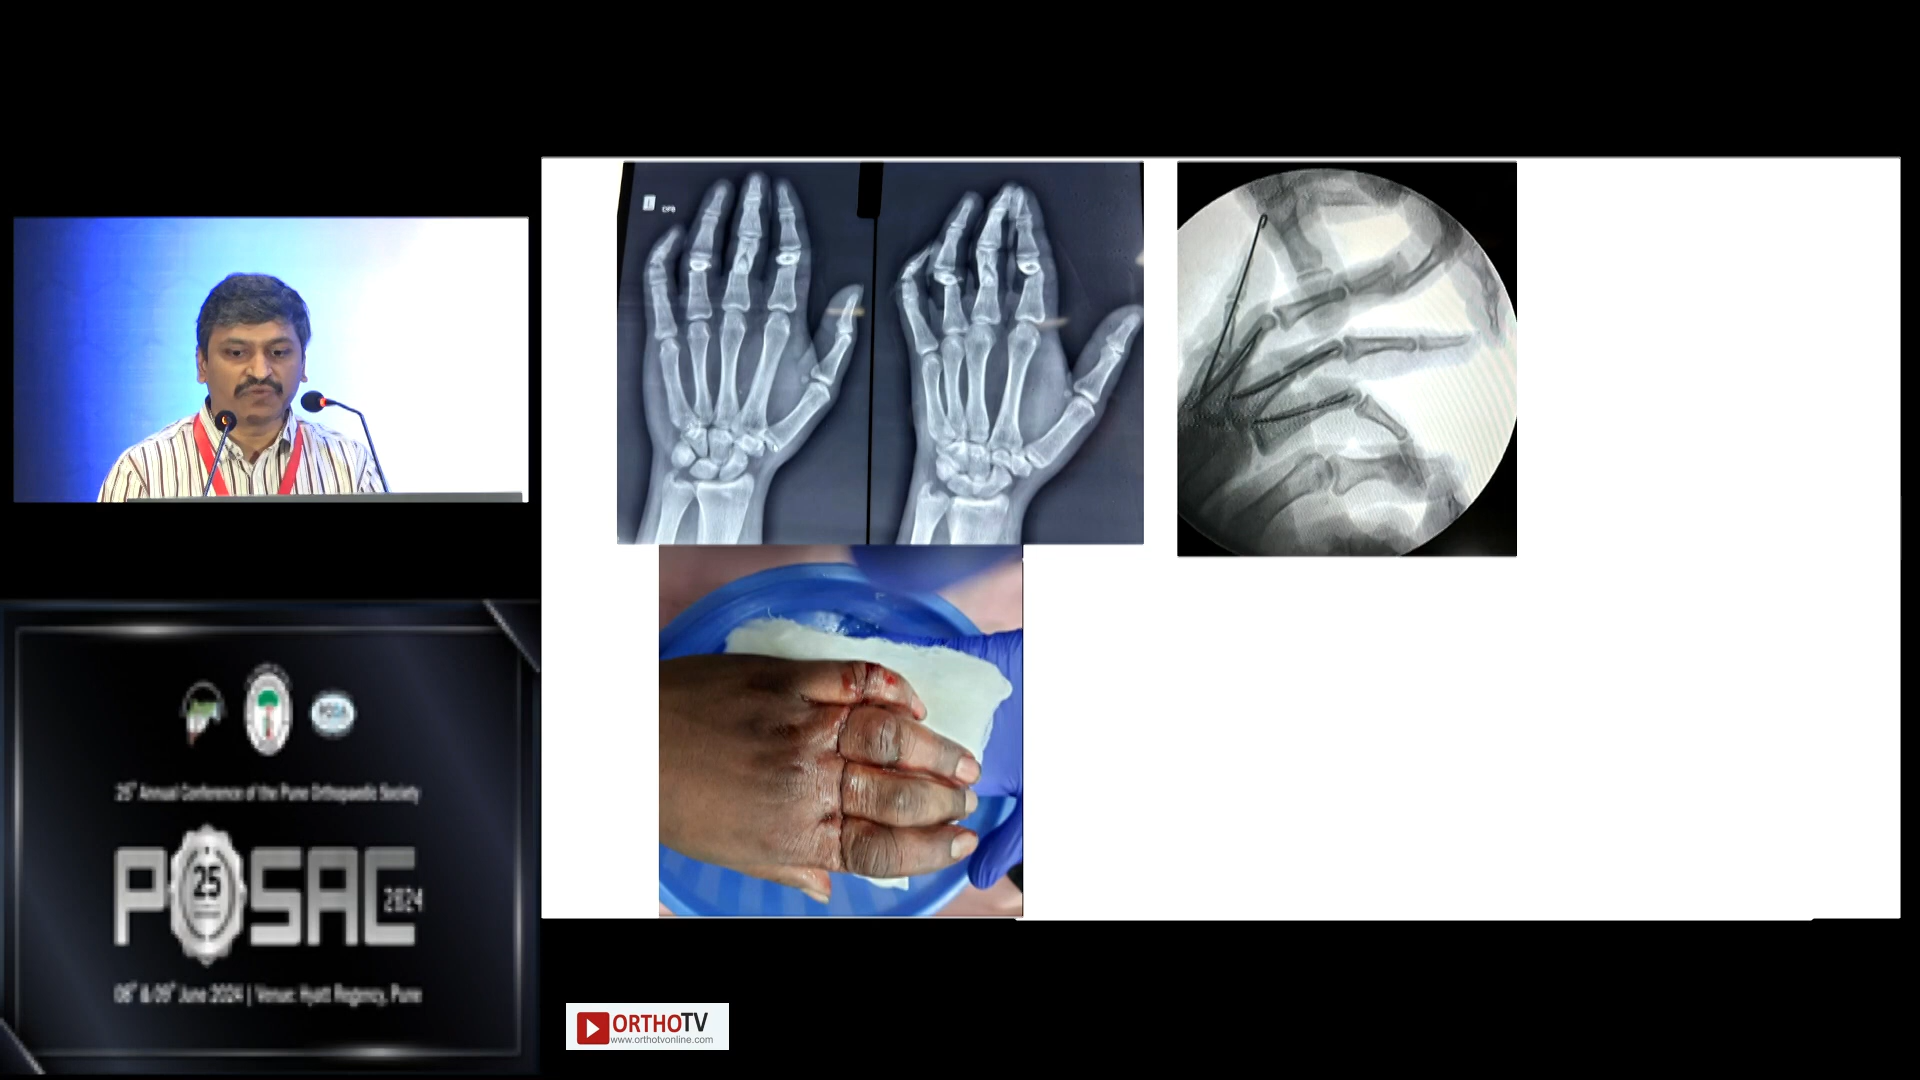 L
25th Annual Conference of the Pune Orthopaedic Society
POSAC
25
2024
08th & 09th June 2024 | Venue: Hyatt Regency, Pune
ORTHOTV
www.orthotvonline.com